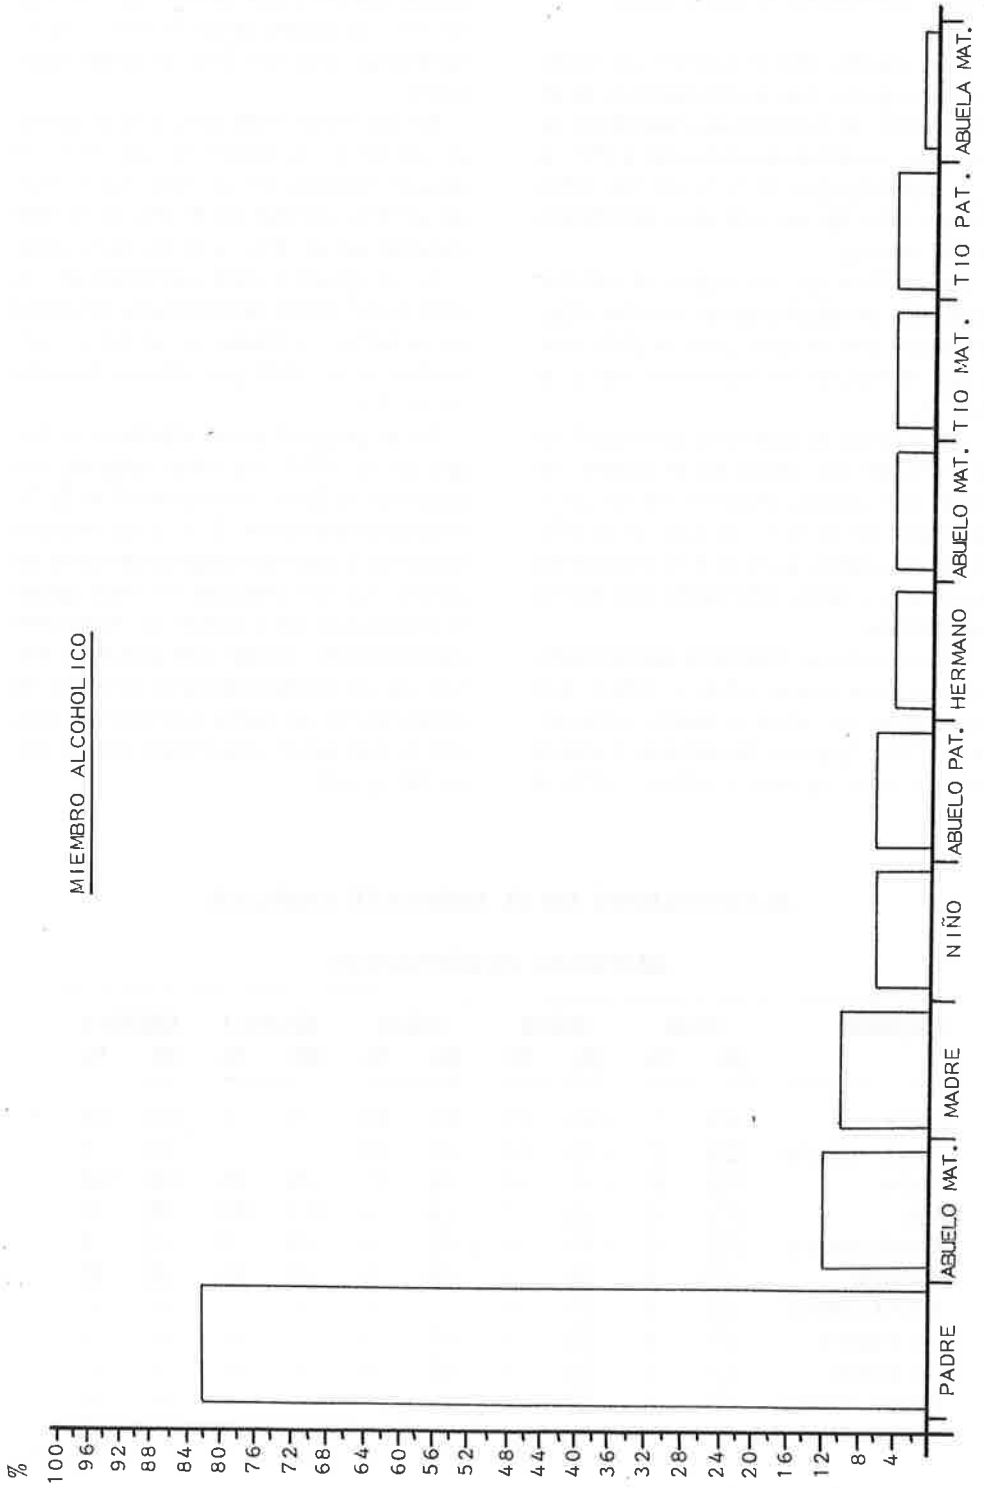 MIEMBRO ALCOHOLICO
%
100
96
92
88
84
80
76
72
68
64
60
56
52
48
44
40
36
32
28
24
20
16
12
8
4
PADRE
ABUELO MAT.
MADRE
NIÑO
ABUELO PAT.
HERMANO
ABUELO MAT.
TIO MAT.
TIO PAT.
ABUELA MAT.